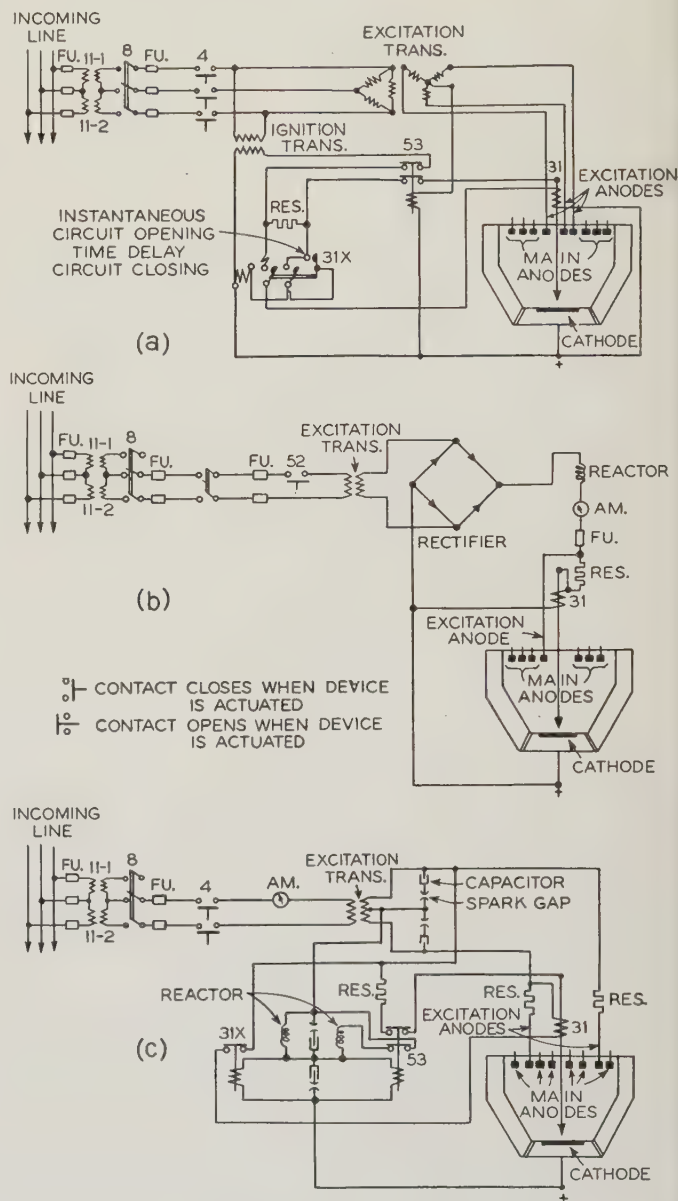 INCOMING
LINE
FU. 11-1 8 FU. 4
11-2
EXCITATION
TRANS.
IGNITION
TRANS.
53
31
EXCITATION
ANODES
RES.
INSTANTANEOUS
CIRCUIT OPENING
TIME DELAY
CIRCUIT CLOSING
31X
MAIN
ANODES
CATHODE
+
(a)
INCOMING
LINE
FU. 11-1 8 FU. FU. 52
11-2
EXCITATION
TRANS.
RECTIFIER
REACTOR
AM.
FU.
RES.
31
EXCITATION
ANODE
MAIN
ANODES
CATHODE
+
(b)
CONTACT CLOSES WHEN DEVICE
IS ACTUATED
CONTACT OPENS WHEN DEVICE
IS ACTUATED
INCOMING
LINE
FU. 11-1 8 FU. 4 AM.
11-2
EXCITATION
TRANS.
CAPACITOR
SPARK GAP
REACTOR
RES.
RES.
31
RES.
EXCITATION
ANODES
31X
53
MAIN
ANODES
CATHODE
+
(c)